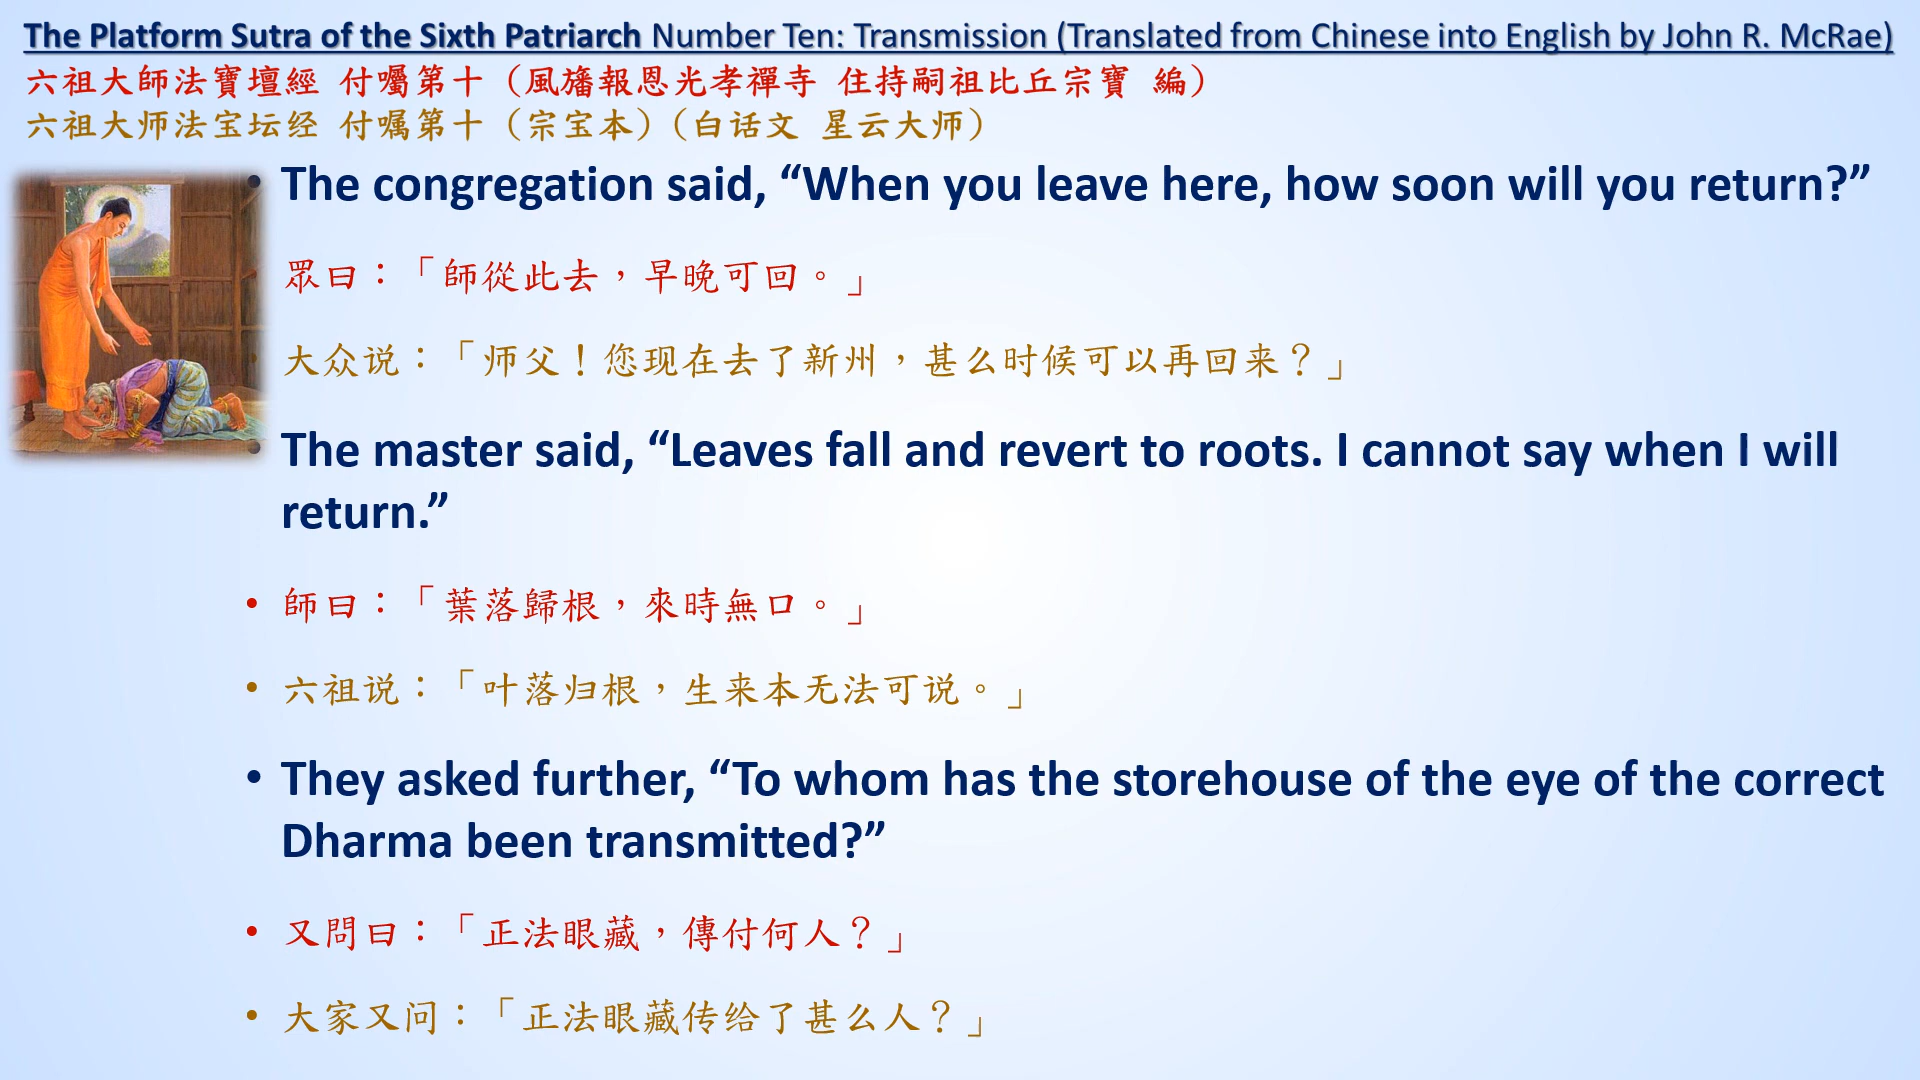 The Platform Sutra of the Sixth Patriarch Number Ten: Transmission (Translated from Chinese into English by John R. McRae)
六祖大師法寶壇經 付囑第十（風旛報恩光孝禪寺 住持嗣祖比丘宗寶 編）
六祖大师法宝坛经 付嘱第十（宗宝本）（白话文 星云大师）
• The congregation said, “When you leave here, how soon will you return?”
眾曰：「師從此去，早晚可回。」
大众说：「师父！您现在去了新州，甚么时候可以再回来？」
• The master said, “Leaves fall and revert to roots. I cannot say when I will
return.”
• 師曰：「葉落歸根，來時無口。」
• 六祖说：「叶落归根，生来本无法可说。」
• They asked further, “To whom has the storehouse of the eye of the correct
Dharma been transmitted?”
• 又問曰：「正法眼藏，傳付何人？」
• 大家又问：「正法眼藏传给了甚么人？」